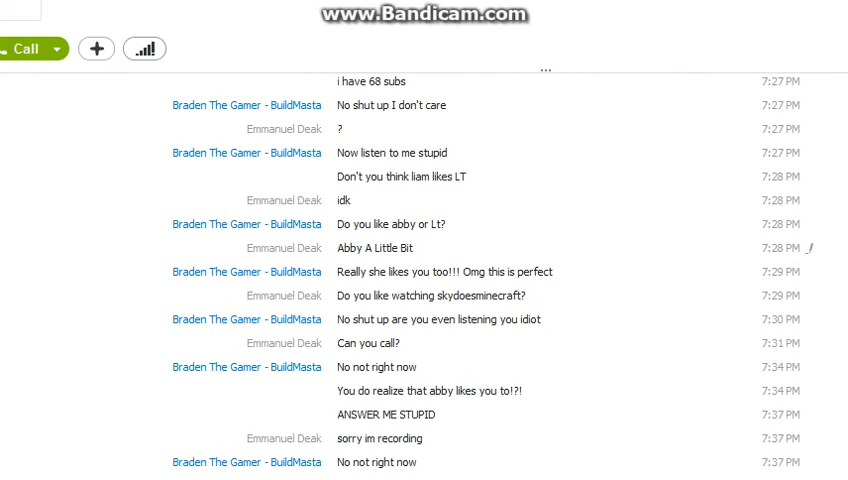 www.Bandicam.com
Call
...
i have 68 subs 7:27 PM
Braden The Gamer - BuildMasta No shut up I don't care 7:27 PM
Emmanuel Deak ? 7:27 PM
Braden The Gamer - BuildMasta Now listen to me stupid 7:27 PM
Don't you think liam likes LT 7:28 PM
Emmanuel Deak idk 7:28 PM
Braden The Gamer - BuildMasta Do you like abby or Lt? 7:28 PM
Emmanuel Deak Abby A Little Bit 7:28 PM
Braden The Gamer - BuildMasta Really she likes you too!!! Omg this is perfect 7:29 PM
Emmanuel Deak Do you like watching skydoesminecraft? 7:29 PM
Braden The Gamer - BuildMasta No shut up are you even listening you idiot 7:30 PM
Emmanuel Deak Can you call? 7:31 PM
Braden The Gamer - BuildMasta No not right now 7:34 PM
You do realize that abby likes you to!?! 7:34 PM
ANSWER ME STUPID 7:37 PM
Emmanuel Deak sorry im recording 7:37 PM
Braden The Gamer - BuildMasta No not right now 7:37 PM